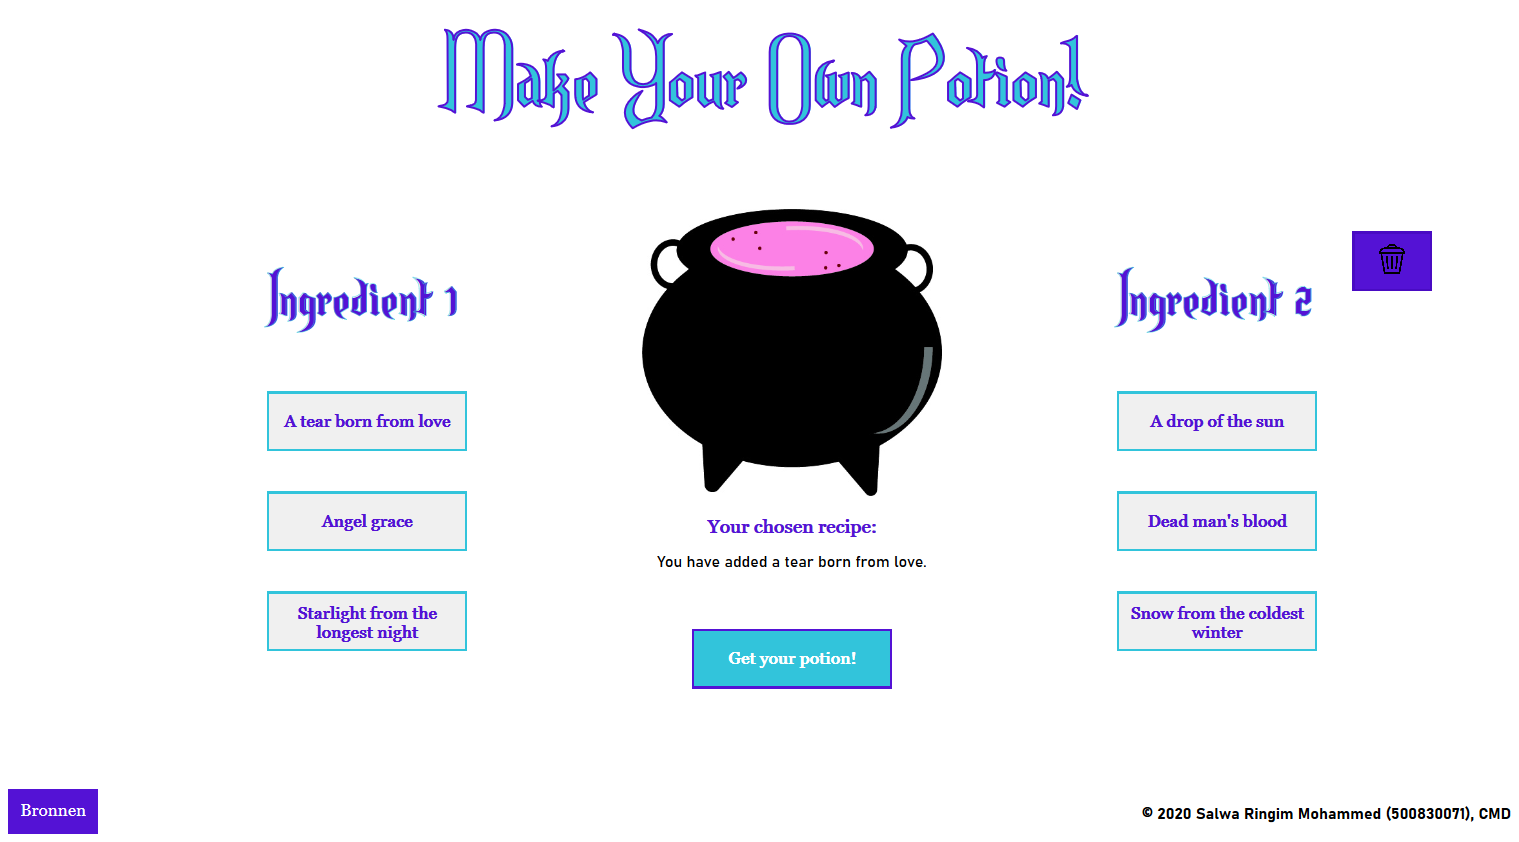 Make Your Own Potion!
Ingredient 1
A tear born from love
Angel grace
Starlight from the
longest night
Your chosen recipe:
You have added a tear born from love.
Get your potion!
Ingredient 2
A drop of the sun
Dead man's blood
Snow from the coldest
winter
Bronnen
© 2020 Salwa Ringim Mohammed (500830071), CMD